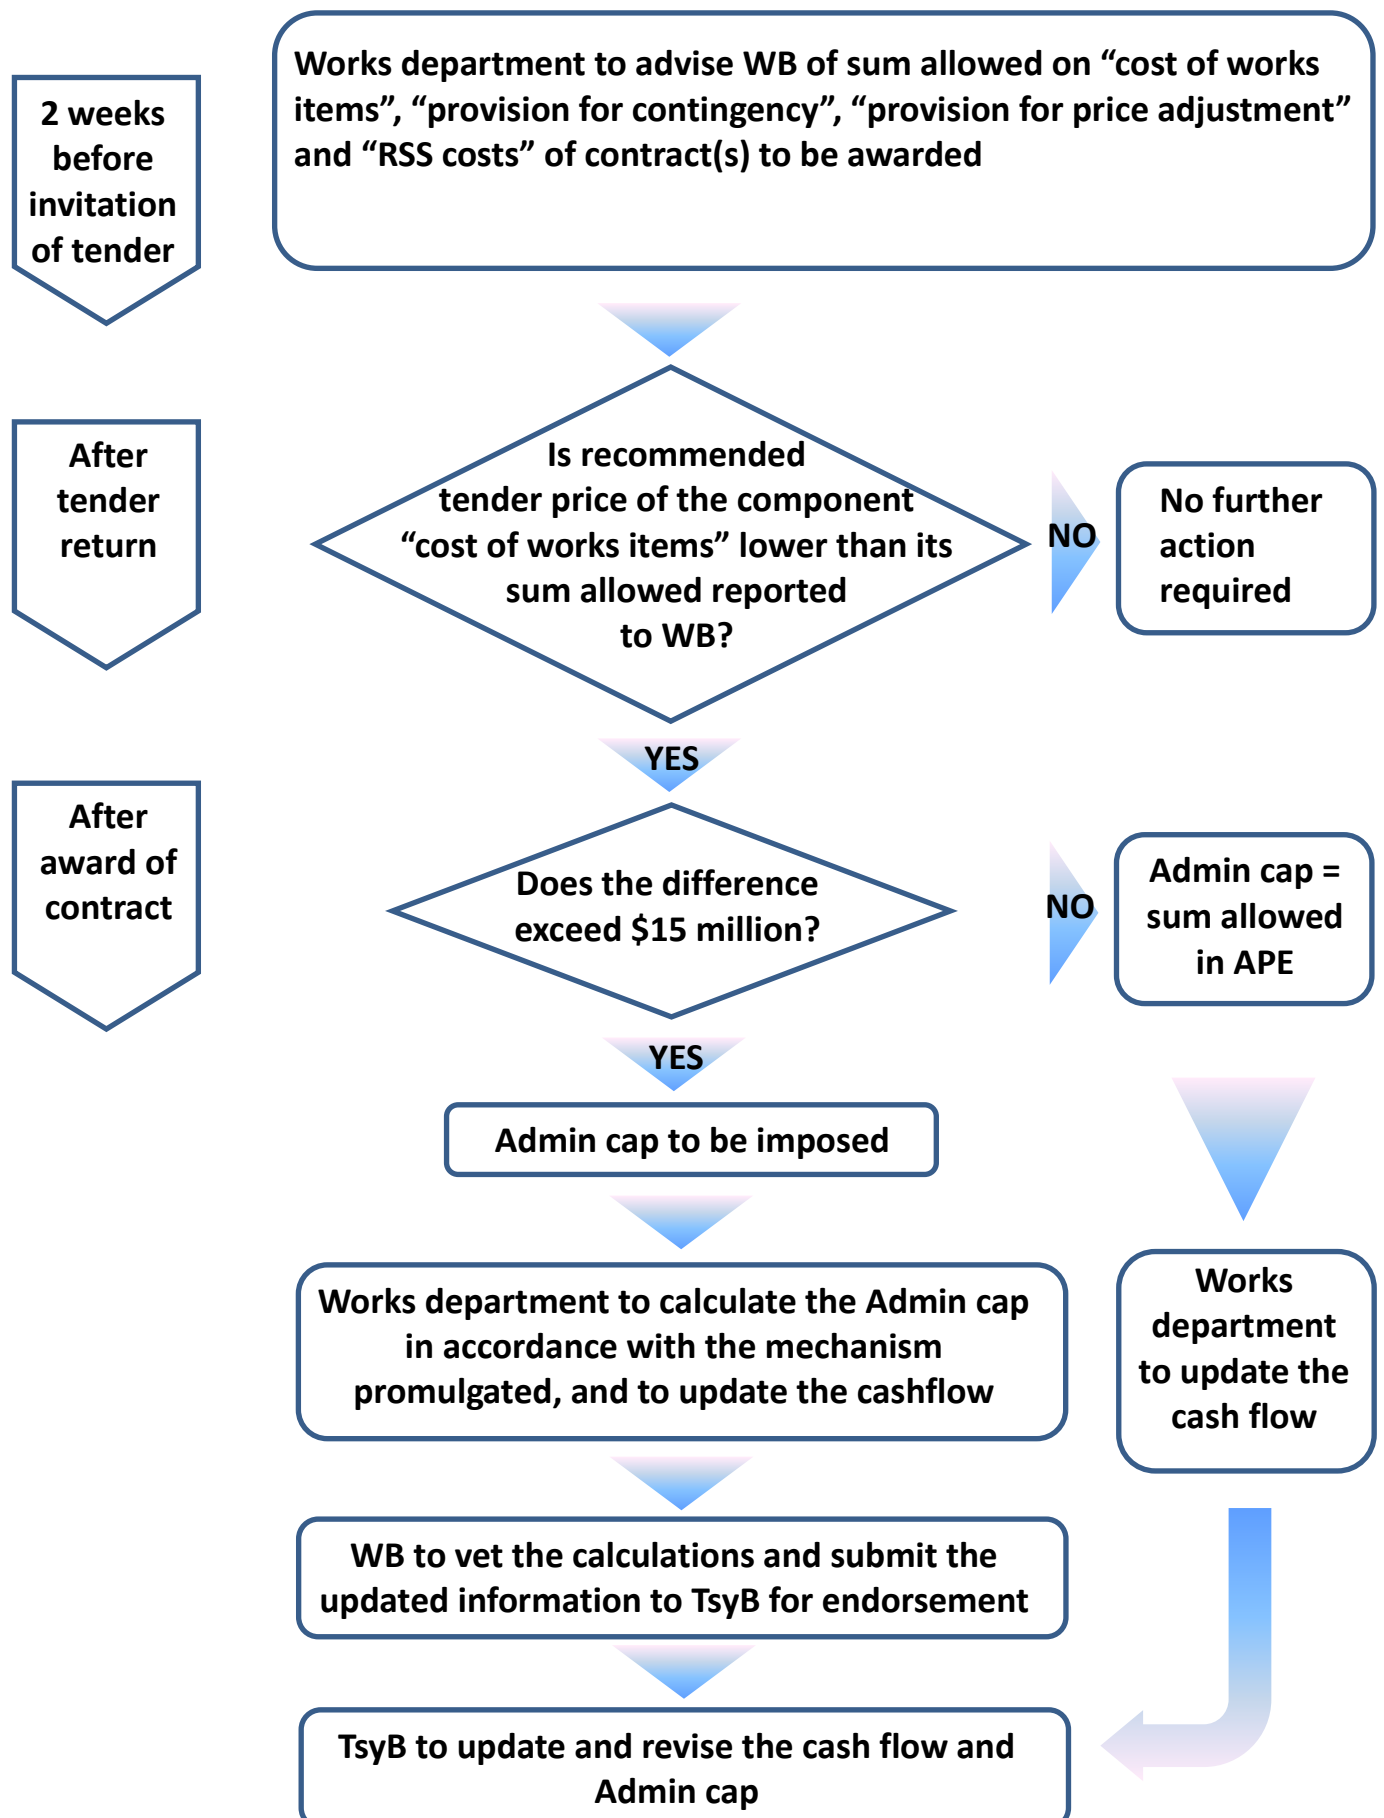 2 weeks
before
invitation
of tender
Works department to advise WB of sum allowed on “cost of works
items”, “provision for contingency”, “provision for price adjustment”
and “RSS costs” of contract(s) to be awarded
After
tender
return
Is recommended
tender price of the component
“cost of works items” lower than its
sum allowed reported
to WB?
NO
No further
action
required
YES
After
award of
contract
Does the difference
exceed $15 million?
NO
Admin cap =
sum allowed
in APE
YES
Admin cap to be imposed
Works department to calculate the Admin cap
in accordance with the mechanism
promulgated, and to update the cashflow
Works
department
to update the
cash flow
WB to vet the calculations and submit the
updated information to TsyB for endorsement
TsyB to update and revise the cash flow and
Admin cap